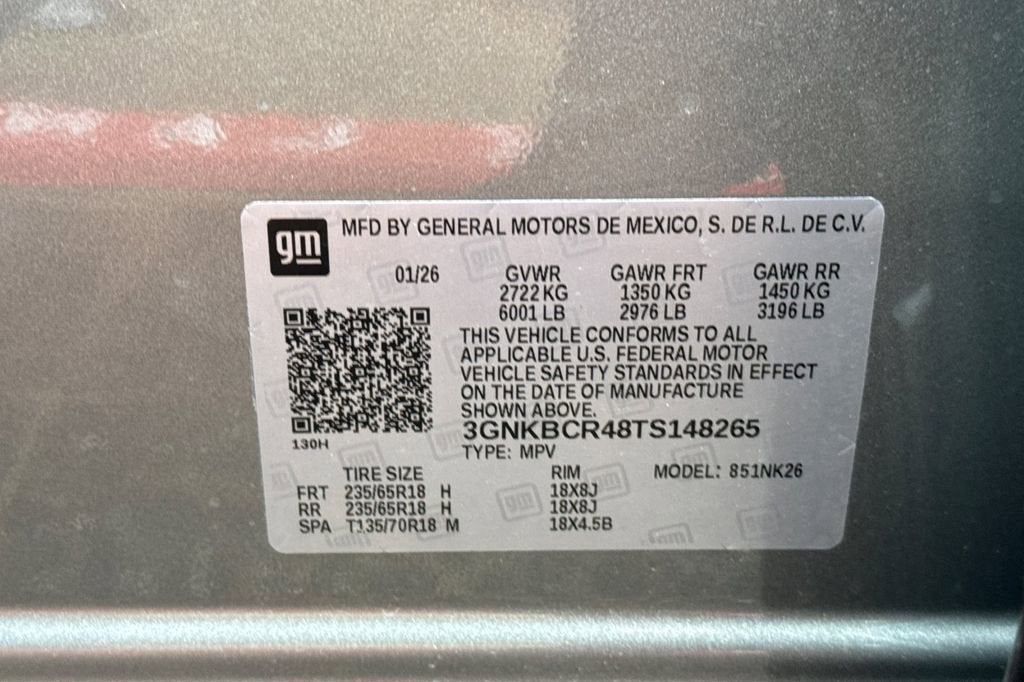 gm
MFD BY GENERAL MOTORS DE MEXICO, S. DE R.L. DE C.V.
01/26 GVWR GAWR FRT GAWR RR
2722 KG 1350 KG 1450 KG
6001 LB 2976 LB 3196 LB
THIS VEHICLE CONFORMS TO ALL
APPLICABLE U.S. FEDERAL MOTOR
VEHICLE SAFETY STANDARDS IN EFFECT
ON THE DATE OF MANUFACTURE
SHOWN ABOVE.
3GNKBCR48TS148265
130H
TYPE: MPV
TIRE SIZE RIM MODEL: 851NK26
FRT 235/65R18 H 18X8J
RR 235/65R18 H 18X8J
SPA T135/70R18 M 18X4.5B